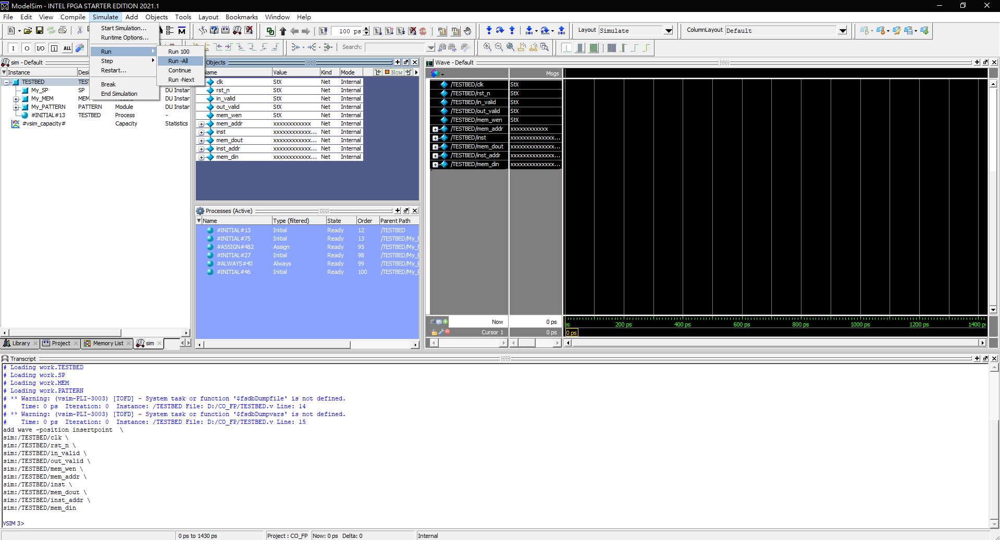 ModelSim - INTEL FPGA STARTER EDITION 2021.1
File Edit View Compile Simulate Add Objects Tools Layout Bookmarks Window Help
Start Simulation...
Runtime Options...
Run
Step
Restart...
Break
End Simulation
Run 100
Run -All
Continue
Run -Next
100 ps
Layout Simulate
ColumnLayout Default
I O I/O i ALL
Search:
sim - Default
Instance
TESTBED
My_SP SP DU Instan
My_MEM MEM DU Instan
My_PATTERN PATTERN Module DU Instan
#INITIAL#13 TESTBED Process -
#vsim_capacity# Capacity Statistics
Library Project Memory List sim
Objects
Name Value Kind Mode Now
clk StX Net Internal
rst_n StX Net Internal
in_valid StX Net Internal
out_valid StX Net Internal
mem_wen StX Net Internal
mem_addr xxxxxxxxxxxx Net Internal
inst xxxxxxxxxxxx... Net Internal
mem_dout xxxxxxxxxxxx... Net Internal
inst_addr xxxxxxxxxxxx... Net Internal
mem_din xxxxxxxxxxxx... Net Internal
Processes (Active)
Name Type (filtered) State Order Parent Path
#INITIAL#13 Initial Ready 12 /TESTBED
#INITIAL#75 Initial Ready 13 /TESTBED/My_
#ASSIGN#482 Assign Ready 95 /TESTBED/My_
#INITIAL#27 Initial Ready 98 /TESTBED/My_
#ALWAYS#40 Always Ready 99 /TESTBED/My_
#INITIAL#46 Initial Ready 100 /TESTBED/My_
Wave - Default
Msgs
/TESTBED/clk StX
/TESTBED/rst_n StX
/TESTBED/in_valid StX
/TESTBED/out_valid StX
/TESTBED/mem_wen StX
/TESTBED/mem_addr xxxxxxxxxxxx
/TESTBED/inst xxxxxxxxxxxxxx...
/TESTBED/mem_dout xxxxxxxxxxxxxx...
/TESTBED/inst_addr xxxxxxxxxxxxxx...
/TESTBED/mem_din xxxxxxxxxxxxxx...
Now 0 ps
Cursor 1 0 ps
ps 200 ps 400 ps 600 ps 800 ps 1000 ps 1200 ps 1400 ps
0 ps
Transcript
# Loading work.TESTBED
# Loading work.SP
# Loading work.MEM
# Loading work.PATTERN
# ** Warning: (vsim-PLI-3003) [TOFD] - System task or function '$fsdbDumpfile' is not defined.
#    Time: 0 ps  Iteration: 0  Instance: /TESTBED File: D:/CO_FP/TESTBED.v Line: 14
# ** Warning: (vsim-PLI-3003) [TOFD] - System task or function '$fsdbDumpvars' is not defined.
#    Time: 0 ps  Iteration: 0  Instance: /TESTBED File: D:/CO_FP/TESTBED.v Line: 15
add wave -position insertpoint  \
sim:/TESTBED/clk \
sim:/TESTBED/rst_n \
sim:/TESTBED/in_valid \
sim:/TESTBED/out_valid \
sim:/TESTBED/mem_wen \
sim:/TESTBED/mem_addr \
sim:/TESTBED/inst \
sim:/TESTBED/mem_dout \
sim:/TESTBED/inst_addr \
sim:/TESTBED/mem_din
VSIM 3>
0 ps to 1430 ps Project : CO_FP Now: 0 ps Delta: 0 Internal